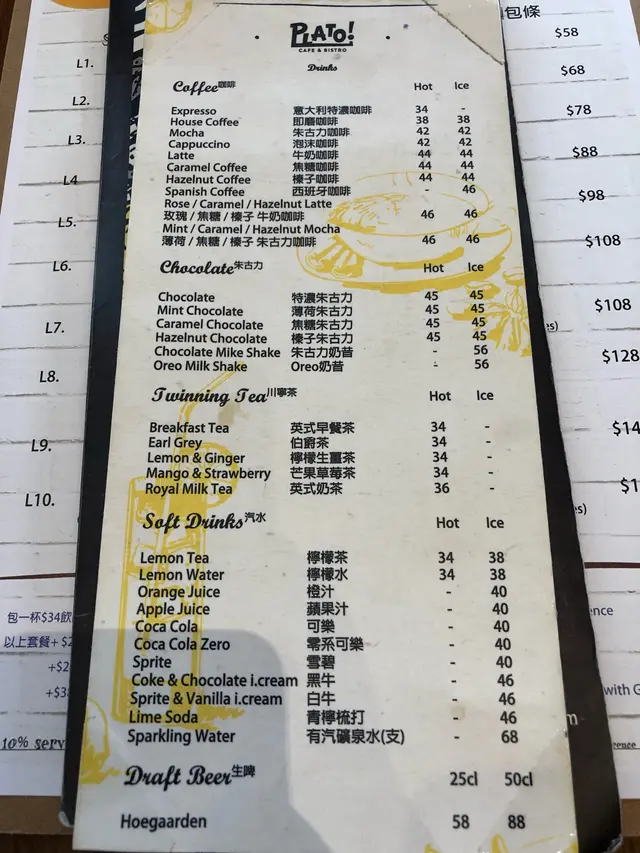 PLATO!
CAFE & BISTRO
Drinks
Coffee咖啡 Hot Ice
Expresso 意大利特濃咖啡 34 -
House Coffee 即磨咖啡 38 38
Mocha 朱古力咖啡 42 42
Cappuccino 泡沫咖啡 42 42
Latte 牛奶咖啡 44 44
Caramel Coffee 焦糖咖啡 44 44
Hazelnut Coffee 榛子咖啡 44 44
Spanish Coffee 西班牙咖啡 - 46
Rose / Caramel / Hazelnut Latte
玫瑰 / 焦糖 / 榛子 牛奶咖啡 46 46
Mint / Caramel / Hazelnut Mocha
薄荷 / 焦糖 / 榛子 朱古力咖啡 46 46
Chocolate朱古力 Hot Ice
Chocolate 特濃朱古力 45 45
Mint Chocolate 薄荷朱古力 45 45
Caramel Chocolate 焦糖朱古力 45 45
Hazelnut Chocolate 榛子朱古力 45 45
Chocolate Mike Shake 朱古力奶昔 - 56
Oreo Milk Shake Oreo奶昔 - 56
Twinning Tea川寧茶 Hot Ice
Breakfast Tea 英式早餐茶 34 -
Earl Grey 伯爵茶 34 -
Lemon & Ginger 檸檬生薑茶 34 -
Mango & Strawberry 芒果草莓茶 34 -
Royal Milk Tea 英式奶茶 36 -
Soft Drinks汽水 Hot Ice
Lemon Tea 檸檬茶 34 38
Lemon Water 檸檬水 34 38
Orange Juice 橙汁 - 40
Apple Juice 蘋果汁 - 40
Coca Cola 可樂 - 40
Coca Cola Zero 零系可樂 - 40
Sprite 雪碧 - 40
Coke & Chocolate i.cream 黑牛 - 46
Sprite & Vanilla i.cream 白牛 - 46
Lime Soda 青檸梳打 - 46
Sparkling Water 有汽礦泉水(支) - 68
Draft Beer生啤 25cl 50cl
Hoegaarden 58 88
L1.
L2.
L3.
L4
L5.
L6.
L7.
L8.
L9.
L10.
包一杯$34飲
以上套餐+ $2
+$2
+$3
10% serv
包條
$58
$68
$78
$88
$98
$108
$108
$128
$14
$1
with G